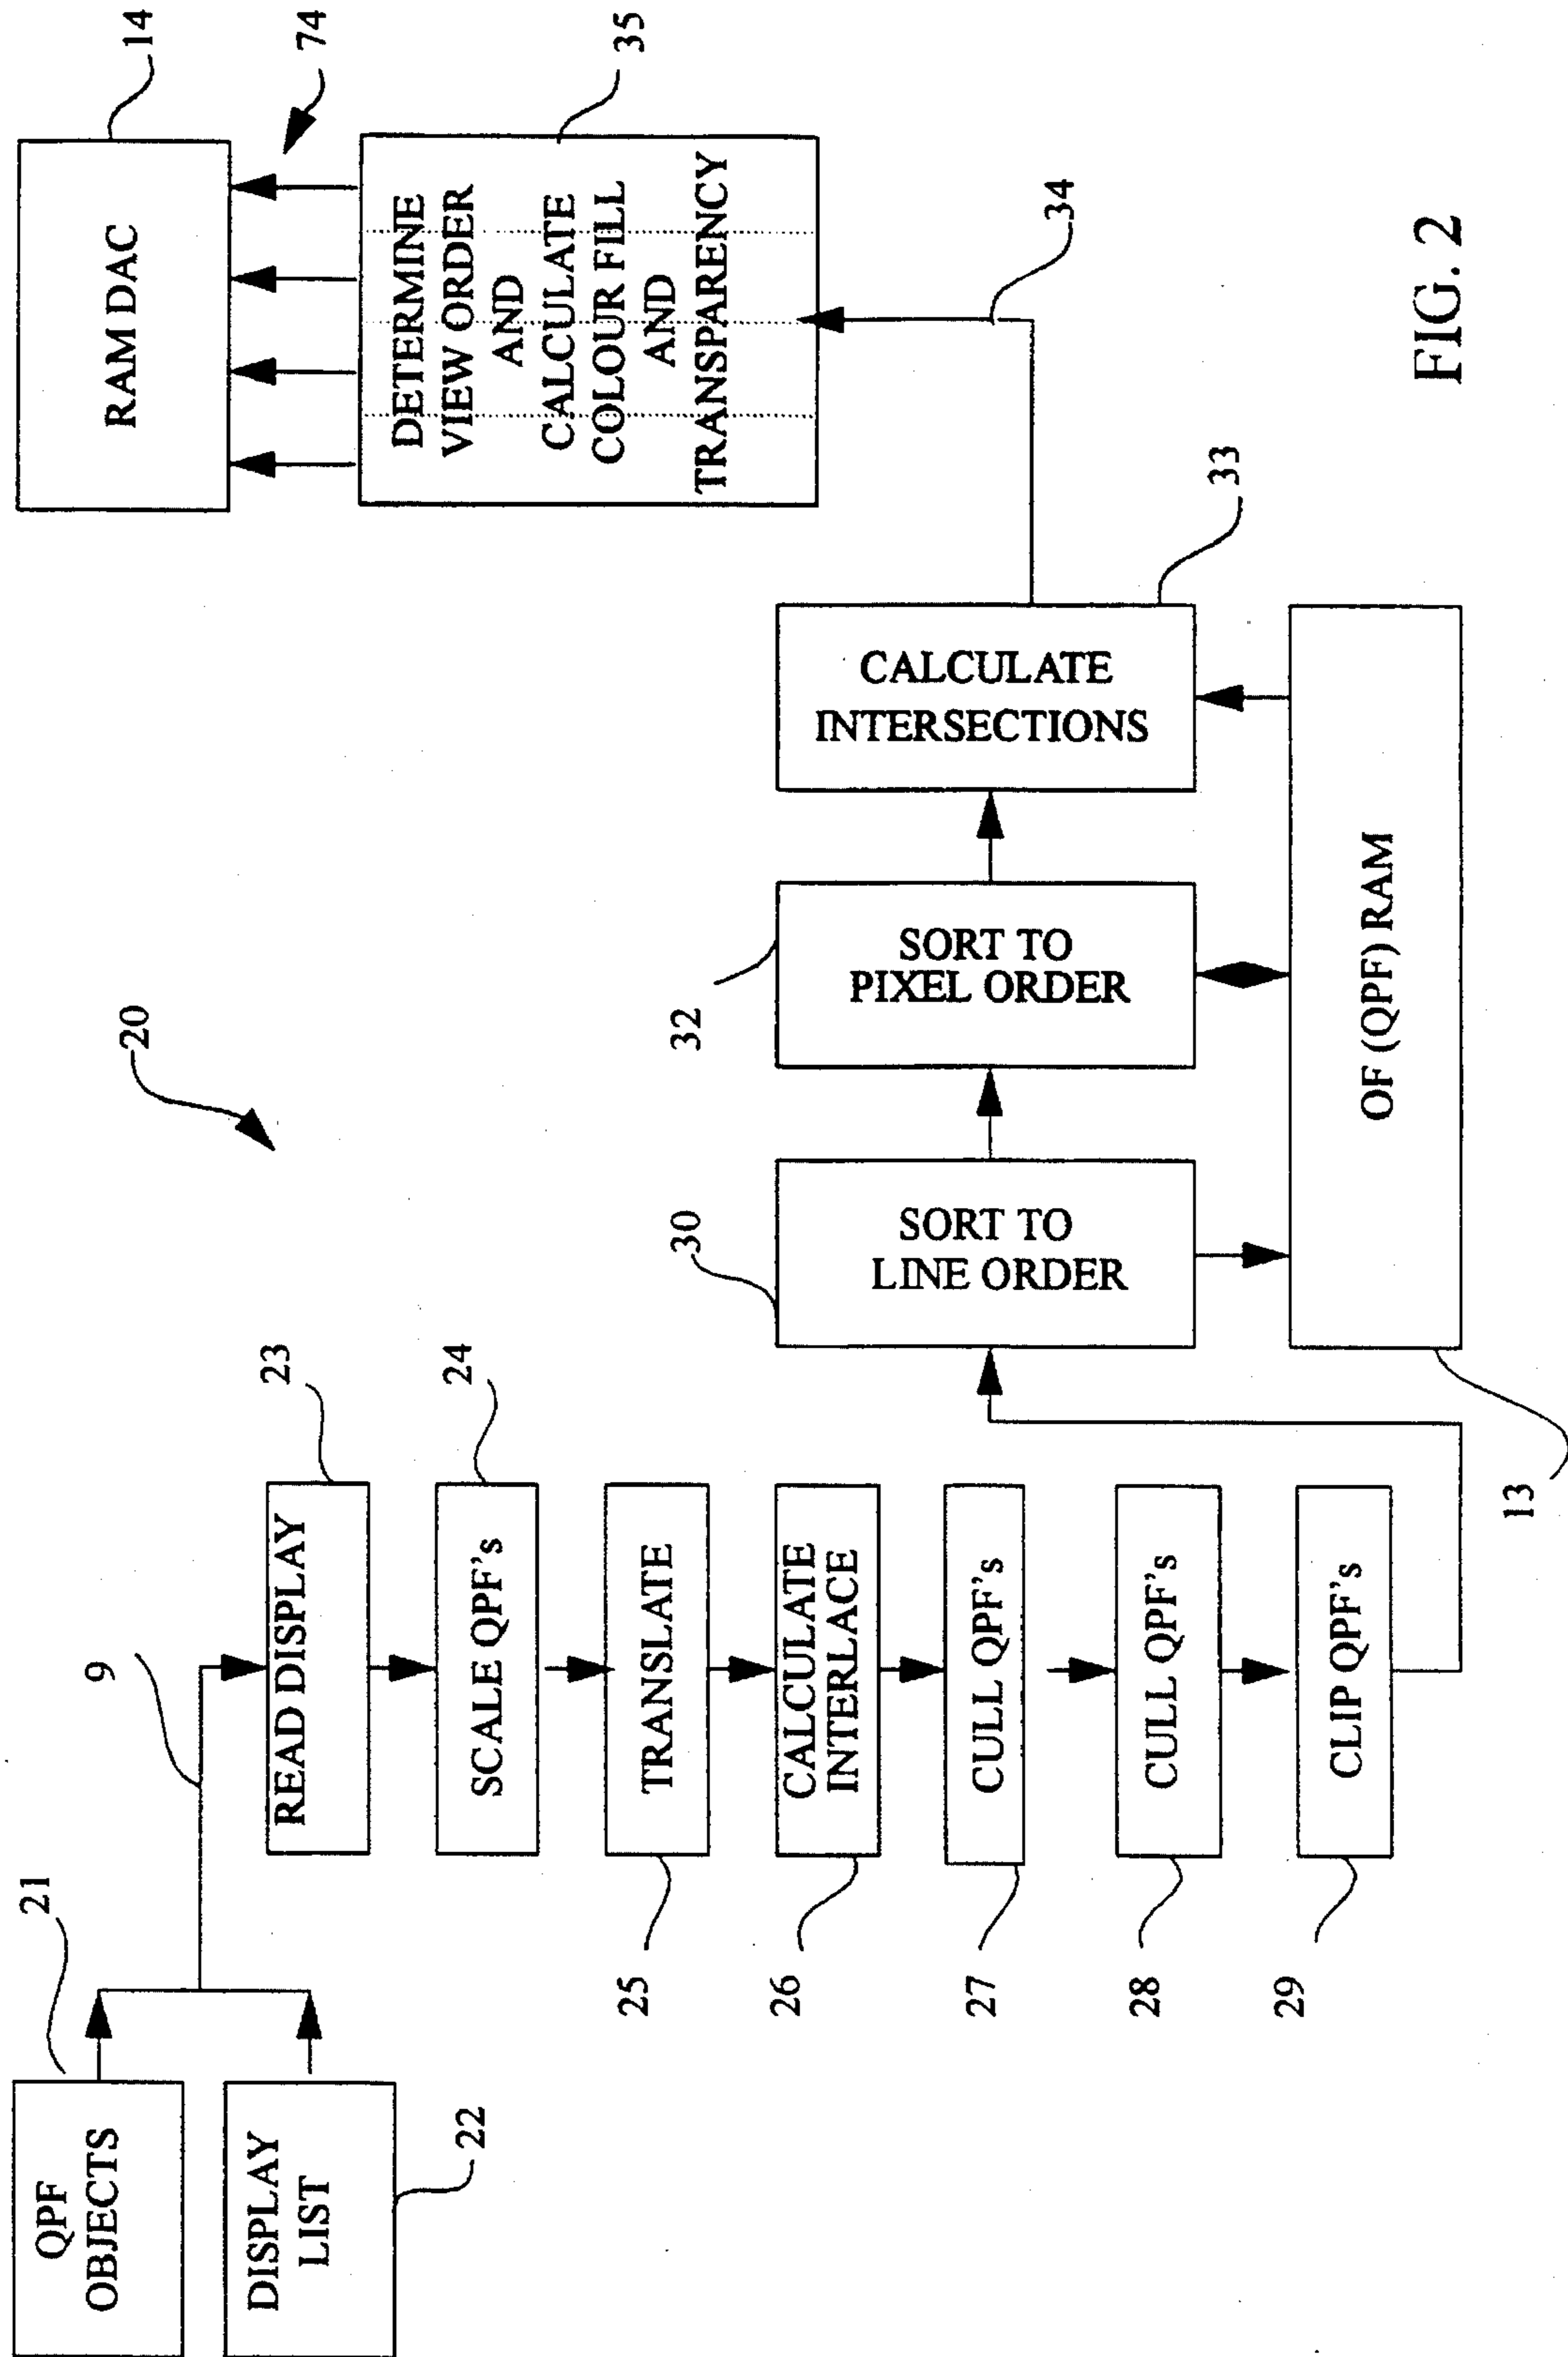 QPF
OBJECTS
21
DISPLAY
LIST
22
9
READ DISPLAY
23
SCALE QPF's
24
TRANSLATE
25
CALCULATE
INTERLACE
26
CULL QPF's
27
CULL QPF's
28
CLIP QPF's
29
20
30
SORT TO
LINE ORDER
32
SORT TO
PIXEL ORDER
CALCULATE
INTERSECTIONS
33
OF (QPF) RAM
13
34
DETERMINE
VIEW ORDER
AND
CALCULATE
COLOUR FILL
AND
TRANSPARENCY
35
74
RAM DAC
14
FIG. 2